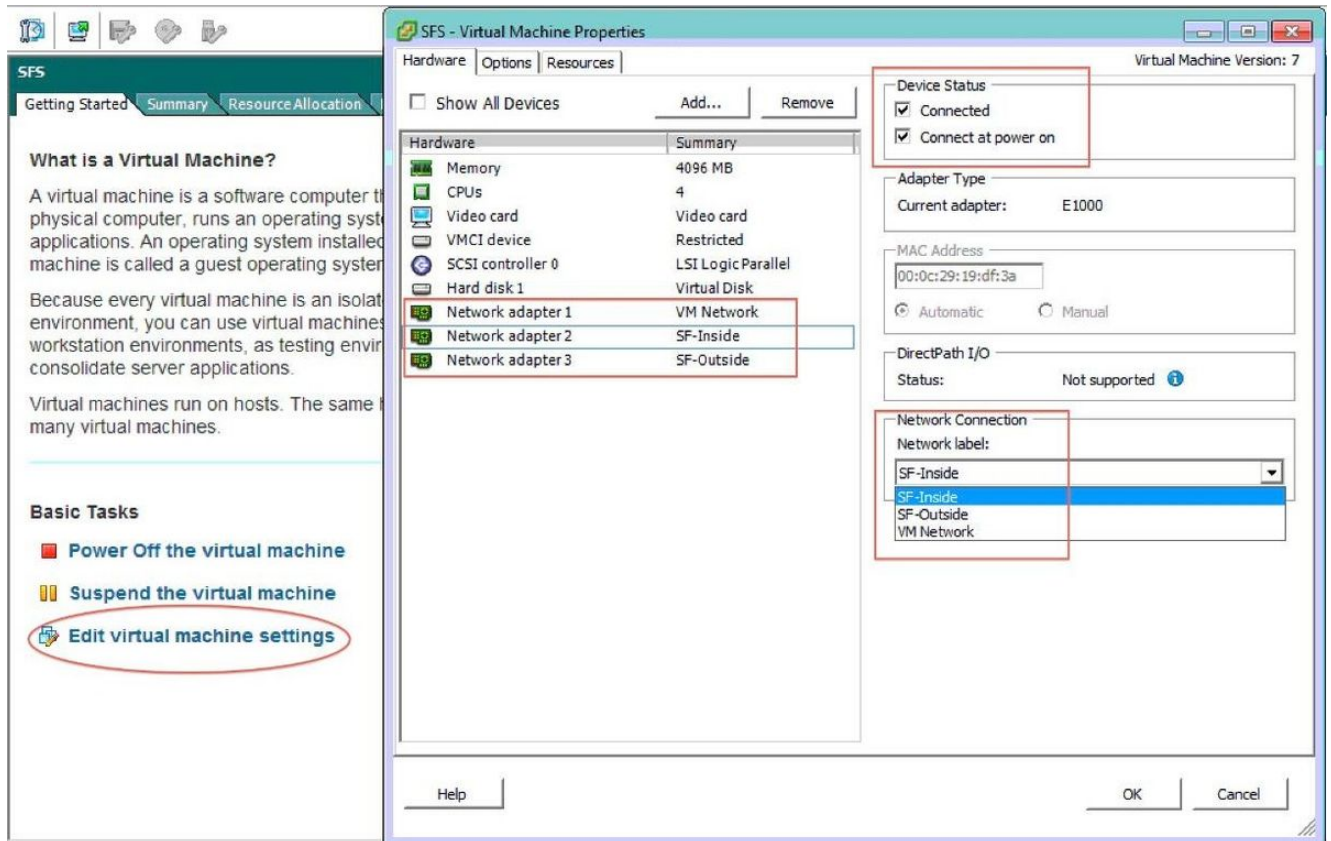 SFS
Getting Started Summary Resource Allocation
What is a Virtual Machine?
A virtual machine is a software computer
physical computer, runs an operating
applications. An operating system installed
machine is called a guest operating
Because every virtual machine is an
environment, you can use virtual machines
workstation environments, as testing
consolidate server applications.
Virtual machines run on hosts. The same
many virtual machines.
Basic Tasks
Power Off the virtual machine
Suspend the virtual machine
Edit virtual machine settings
SFS - Virtual Machine Properties
Hardware Options Resources
Virtual Machine Version: 7
Show All Devices
Add...
Remove
Hardware Summary
Memory 4096 MB
CPUs 4
Video card Video card
VMCI device Restricted
SCSI controller 0 LSI Logic Parallel
Hard disk 1 Virtual Disk
Network adapter 1 VM Network
Network adapter 2 SF-Inside
Network adapter 3 SF-Outside
Device Status
Connected
Connect at power on
Adapter Type
Current adapter: E1000
MAC Address
00:0c:29:19:df:3a
Automatic Manual
DirectPath I/O
Status: Not supported
Network Connection
Network label:
SF-Inside
SF-Inside
SF-Outside
VM Network
Help
OK
Cancel